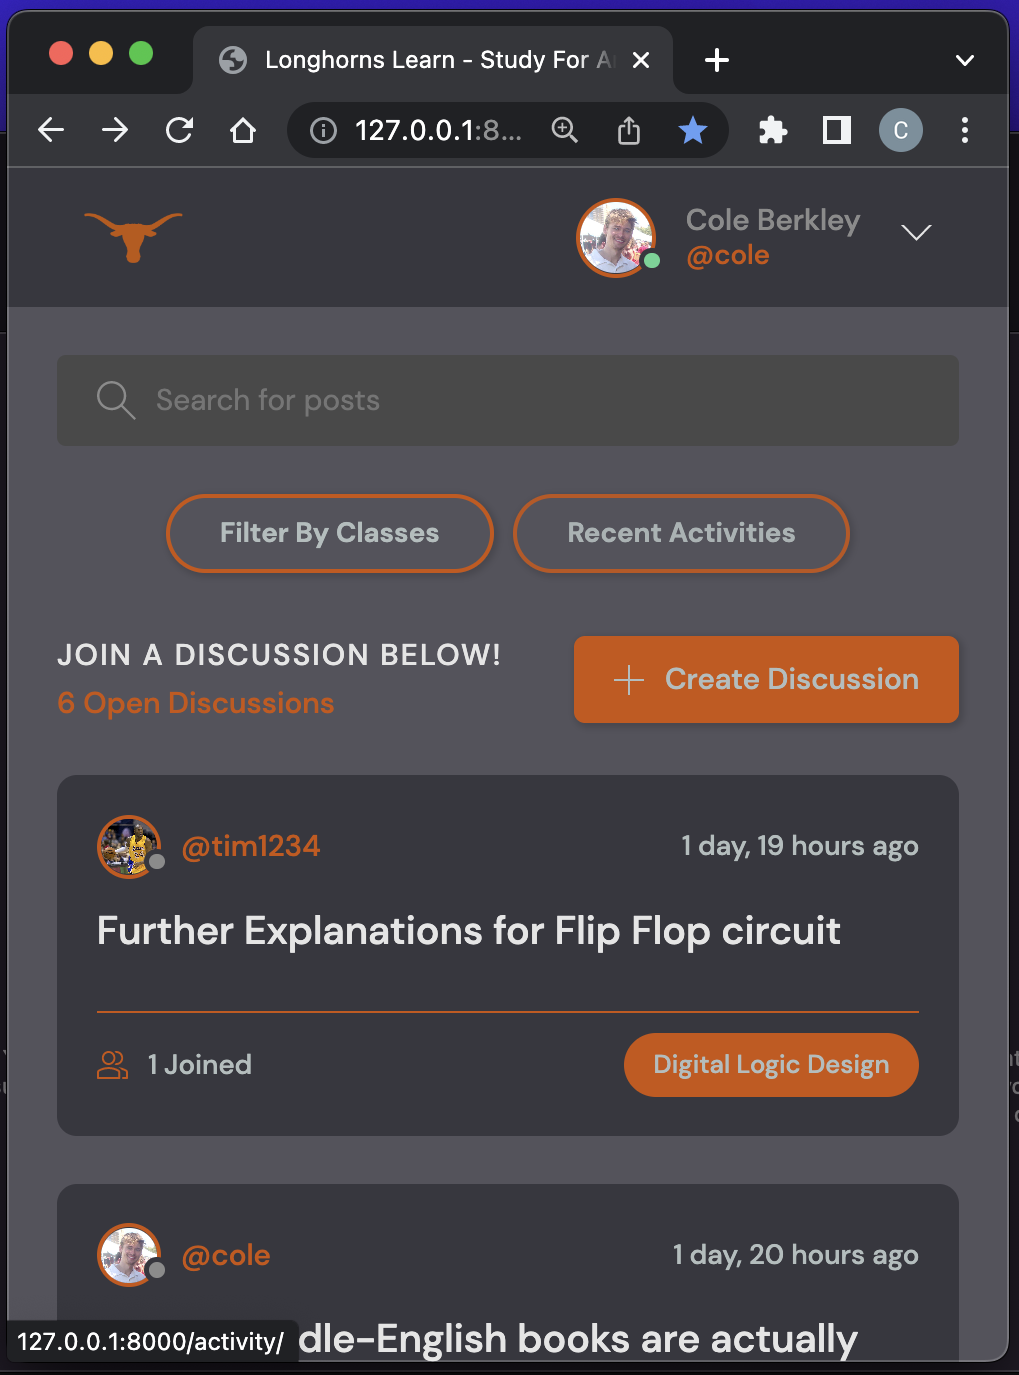 Longhorns Learn - Study For
127.0.0.1:8...
C
Cole Berkley
@cole
Search for posts
Filter By Classes
Recent Activities
JOIN A DISCUSSION BELOW!
6 Open Discussions
Create Discussion
@tim1234
1 day, 19 hours ago
Further Explanations for Flip Flop circuit
1 Joined
Digital Logic Design
@cole
1 day, 20 hours ago
dle-English books are actually
127.0.0.1:8000/activity/